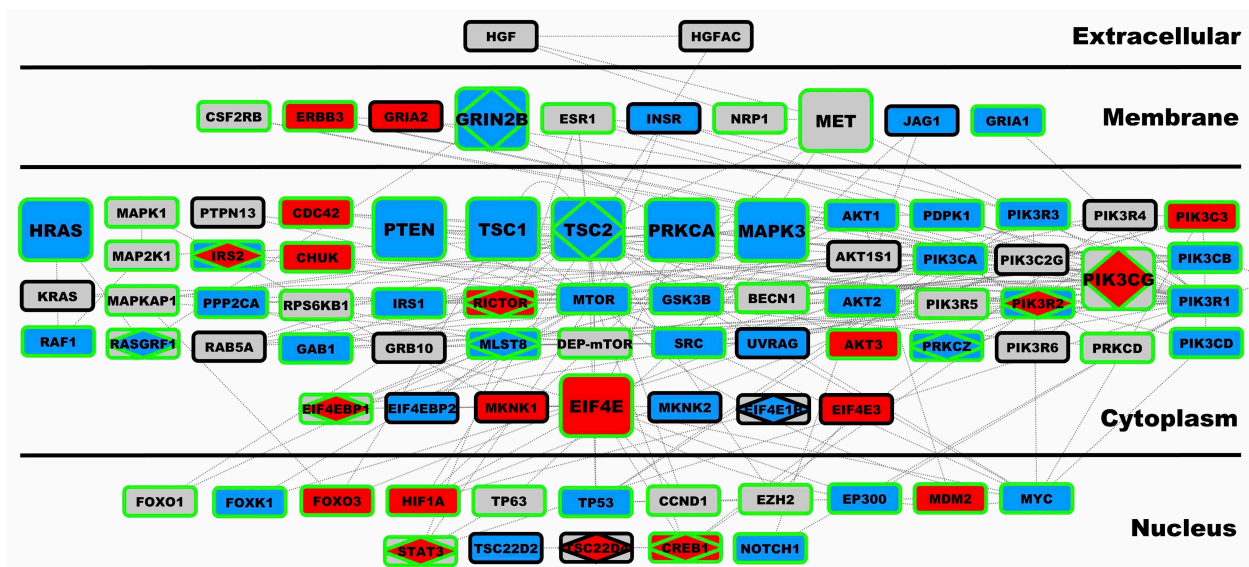 HGF HGFAC Extracellular
CSF2RB ERBB3 GRIA2 GRIN2B ESR1 INSR NRP1 MET JAG1 GRIA1 Membrane
HRAS MAPK1 PTPN13 CDC42 PTEN TSC1 TSC2 PRKCA MAPK3 AKT1 PDPK1 PIK3R3 PIK3R4 PIK3C3
MAP2K1 IRS2 CHUK AKT1S1 PIK3CA PIK3C2G PIK3CG PIK3CB
KRAS MAPKAP1 PPP2CA RPS6KB1 IRS1 RICTOR MTOR GSK3B BECN1 AKT2 PIK3R5 PIK3R2 PIK3R1
RAF1 RASGRF1 RAB5A GAB1 GRB10 MLST8 DEP-mTOR SRC UVRAG AKT3 PRKCZ PIK3R6 PRKCD PIK3CD
EIF4EBP1 EIF4EBP2 MKNK1 EIF4E MKNK2 EIF4E1B EIF4E3 Cytoplasm
FOXO1 FOXK1 FOXO3 HIF1A TP63 TP53 CCND1 EZH2 EP300 MDM2 MYC
Nucleus
STAT3 TSC22D2 TSC22D4 CREB1 NOTCH1